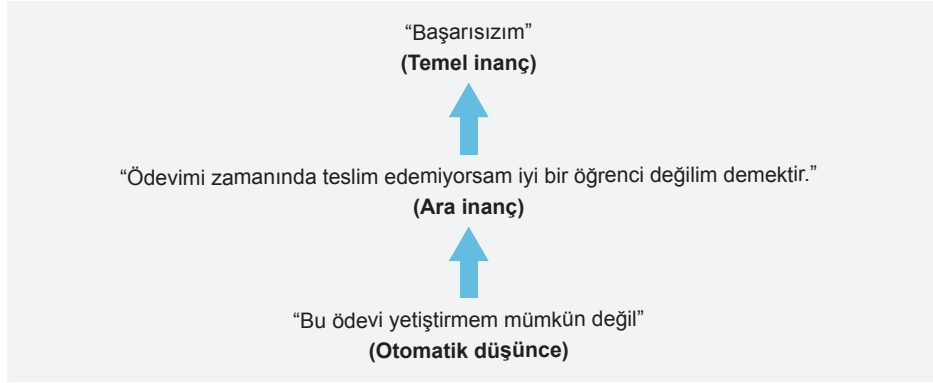 “Başarısızım”
(Temel inanç)
“Ödevimi zamanında teslim edemiyorsam iyi bir öğrenci değilim demektir.”
(Ara inanç)
“Bu ödevi yetiştirmem mümkün değil”
(Otomatik düşünce)